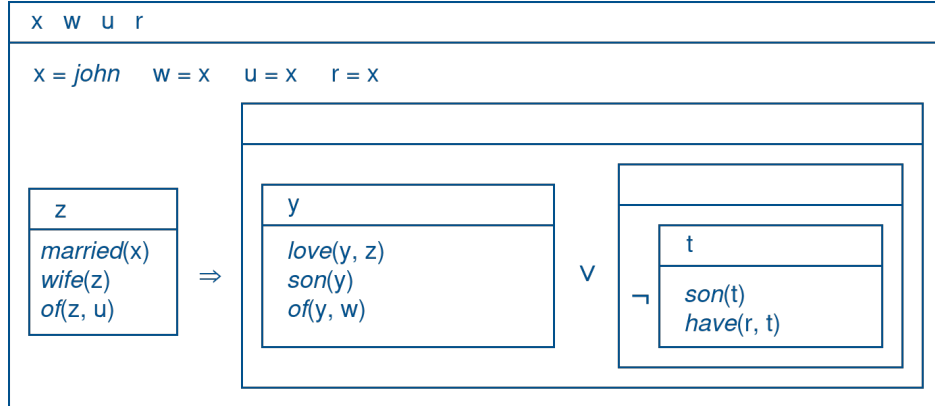 x w u r
x = john w = x u = x r = x
z
married(x)
wife(z)
of(z, u)
⇒
y
love(y, z)
son(y)
of(y, w)
∨
¬
t
son(t)
have(r, t)